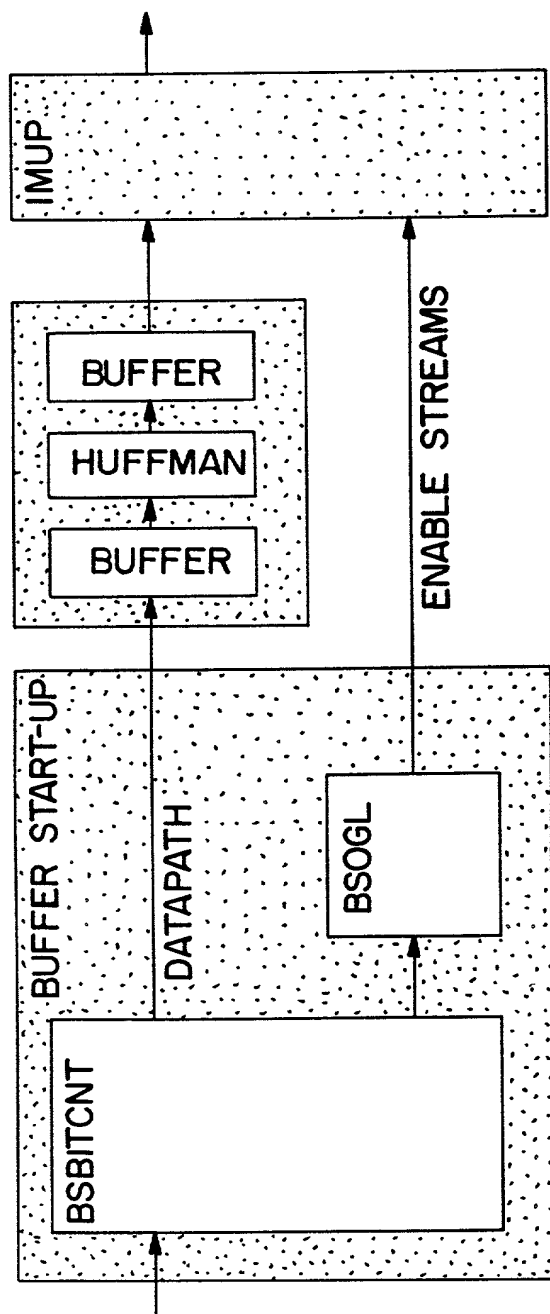 BUFFER START-UP
BSBITCNT
DATAPATH
BSOGL
BUFFER
HUFFMAN
BUFFER
ENABLE STREAMS
IMUP